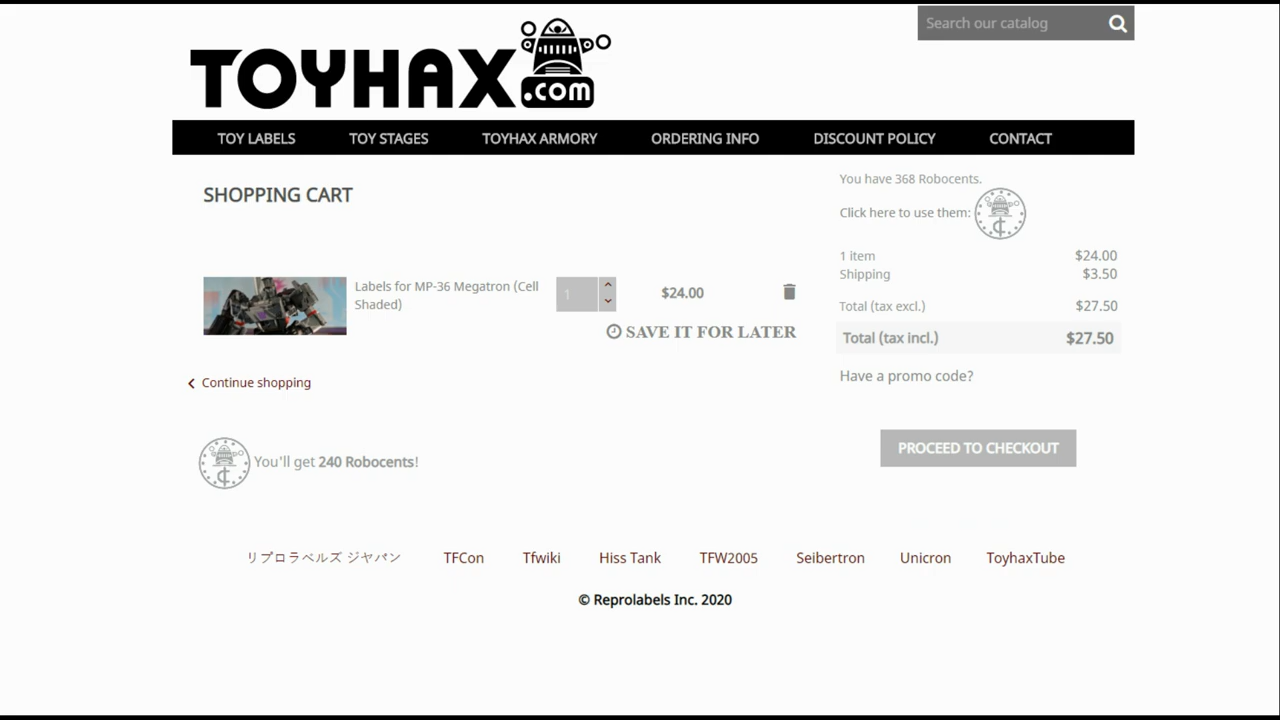 Search our catalog
TOYHAX
.com
TOY LABELS TOY STAGES TOYHAX ARMORY ORDERING INFO DISCOUNT POLICY CONTACT
SHOPPING CART
You have 368 Robocents.
Click here to use them:
Labels for MP-36 Megatron (Cell
Shaded)
1
$24.00
SAVE IT FOR LATER
1 item $24.00
Shipping $3.50
Total (tax excl.) $27.50
Total (tax incl.) $27.50
Have a promo code?
Continue shopping
You'll get 240 Robocents!
PROCEED TO CHECKOUT
リプロラベルズ ジャパン TFCon Tfwiki Hiss Tank TFW2005 Seibertron Unicron ToyhaxTube
© Reprolabels Inc. 2020